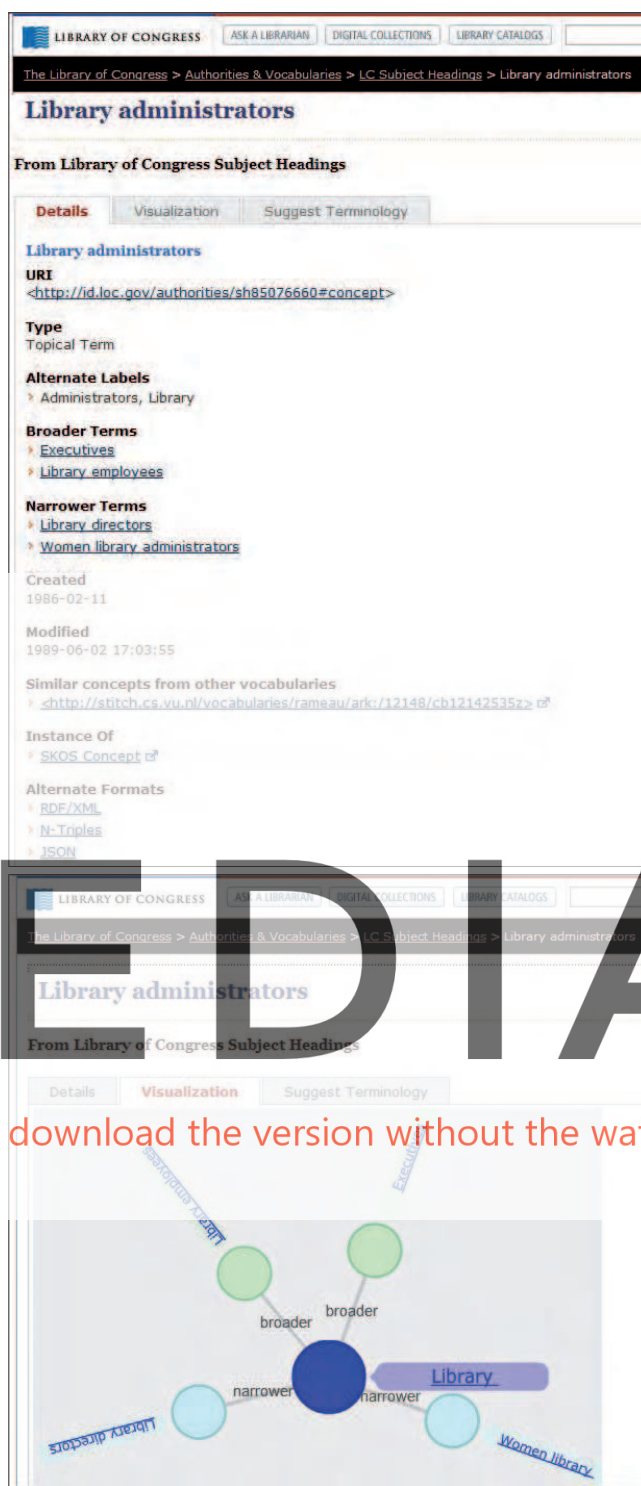 LIBRARY OF CONGRESS ASK A LIBRARIAN DIGITAL COLLECTIONS LIBRARY CATALOGS
The Library of Congress > Authorities & Vocabularies > LC Subject Headings > Library administrators
Library administrators
From Library of Congress Subject Headings
Details Visualization Suggest Terminology
Library administrators
URI
<http://id.loc.gov/authorities/sh85076660#concept>
Type
Topical Term
Alternate Labels
Administrators, Library
Broader Terms
Executives
Library employees
Narrower Terms
Library directors
Women library administrators
Created
1986-02-11
Modified
1989-06-02 17:03:55
Similar concepts from other vocabularies
<http://stitch.cs.vu.nl/vocabularies/rameau/ark:/12148/cb12142535z>
Instance Of
SKOS Concept
Alternate Formats
RDF/XML
N-Triples
JSON
EDIA
LIBRARY OF CONGRESS ASK A LIBRARIAN DIGITAL COLLECTIONS LIBRARY CATALOGS
The Library of Congress > Authorities & Vocabularies > LC Subject Headings > Library administrators
Library administrators
From Library of Congress Subject Headings
Details Visualization Suggest Terminology
download the version without the wat
Library employees
Executives
broader
broader
Library
narrower
narrower
Library directors
Women library